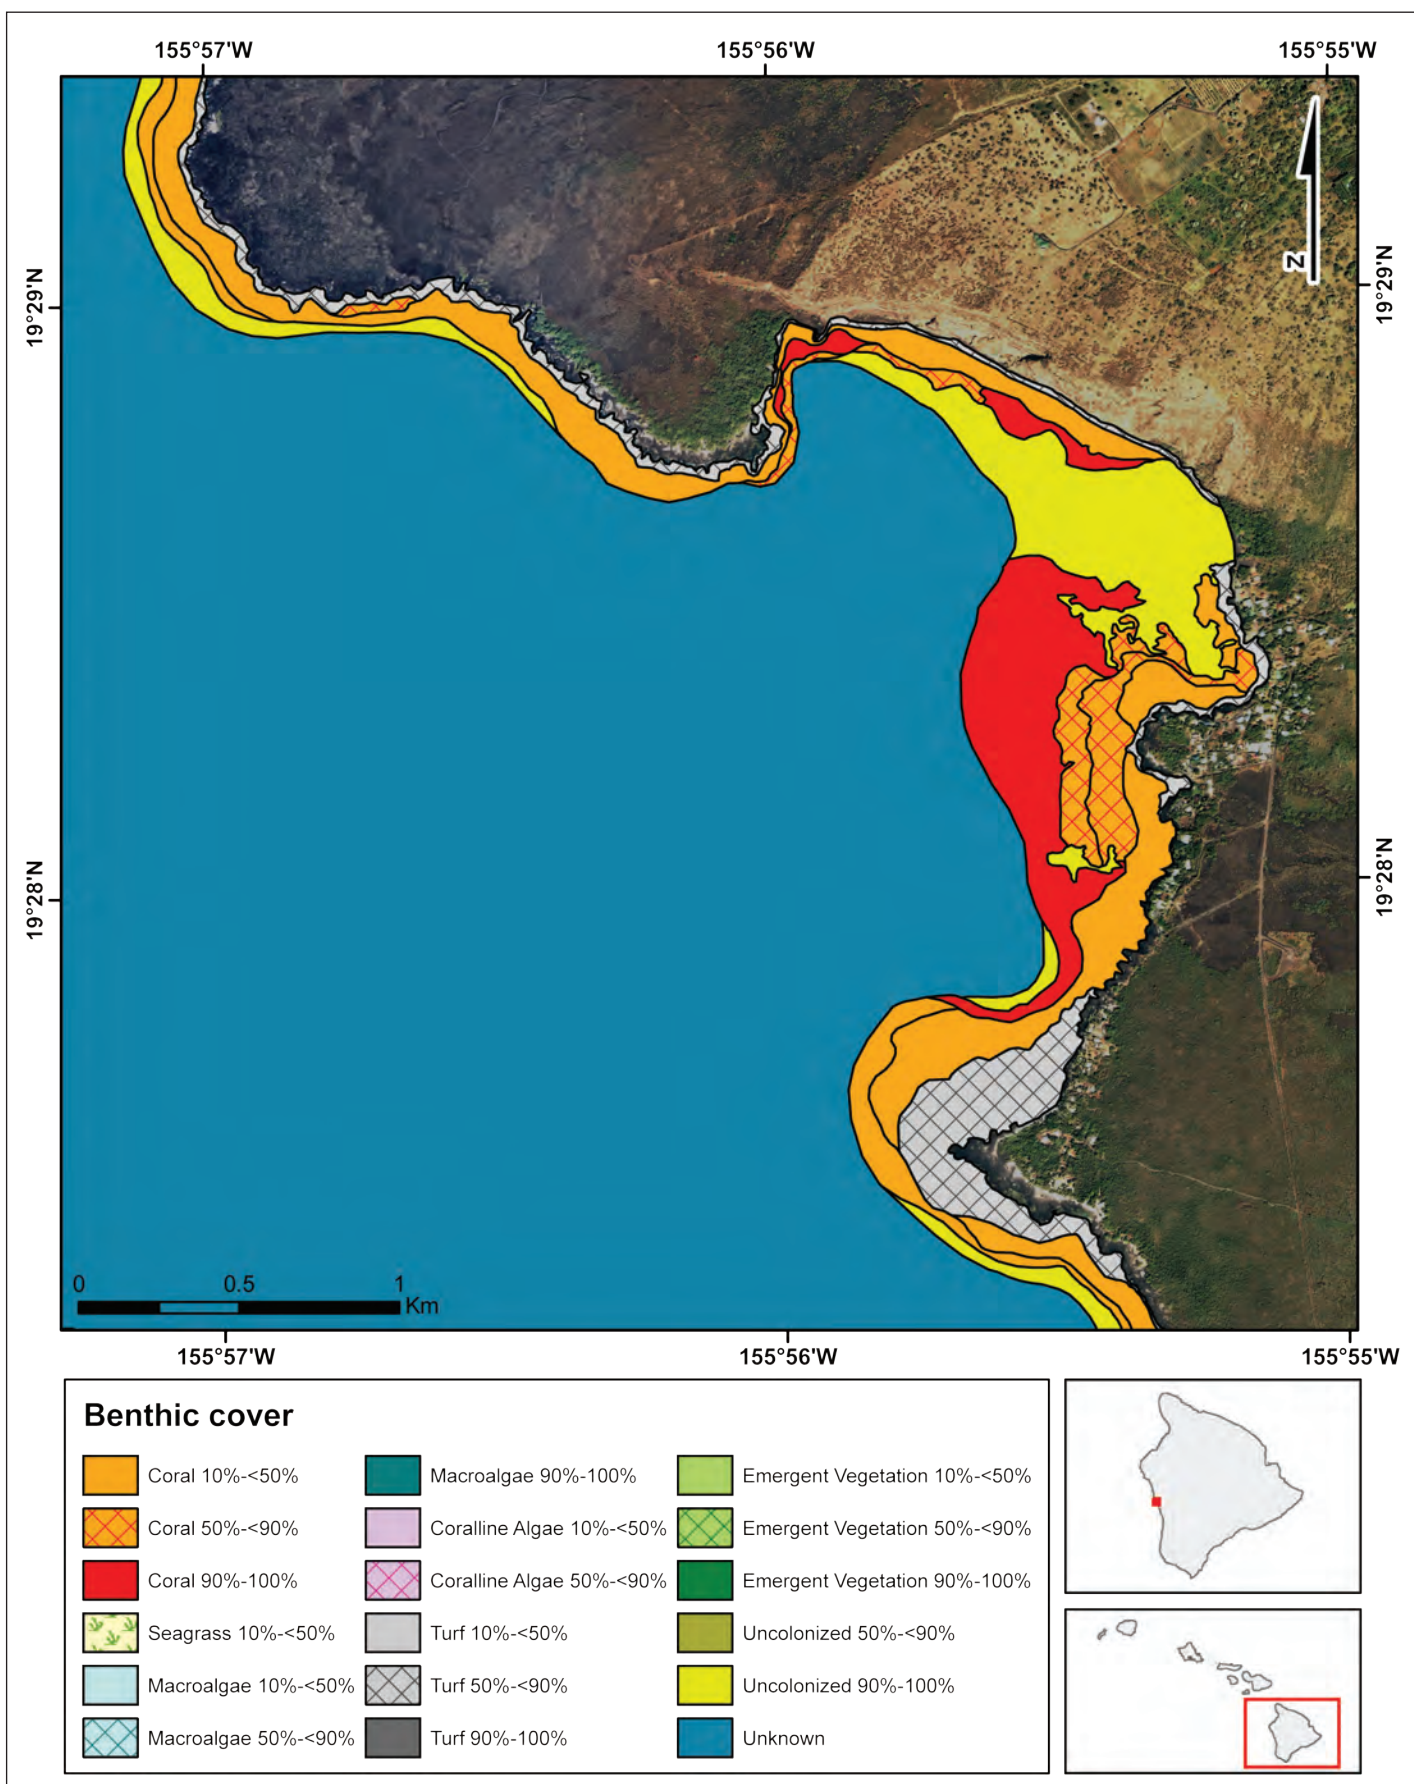 155°57'W
155°56'W
155°55'W
19°29'N
19°29'N
N
19°28'N
19°28'N
0 0.5 1
Km
155°57'W
155°56'W
155°55'W
Benthic cover
Coral 10%-<50%
Coral 50%-<90%
Coral 90%-100%
Seagrass 10%-<50%
Macroalgae 10%-<50%
Macroalgae 50%-<90%
Macroalgae 90%-100%
Coralline Algae 10%-<50%
Coralline Algae 50%-<90%
Turf 10%-<50%
Turf 50%-<90%
Turf 90%-100%
Emergent Vegetation 10%-<50%
Emergent Vegetation 50%-<90%
Emergent Vegetation 90%-100%
Uncolonized 50%-<90%
Uncolonized 90%-100%
Unknown